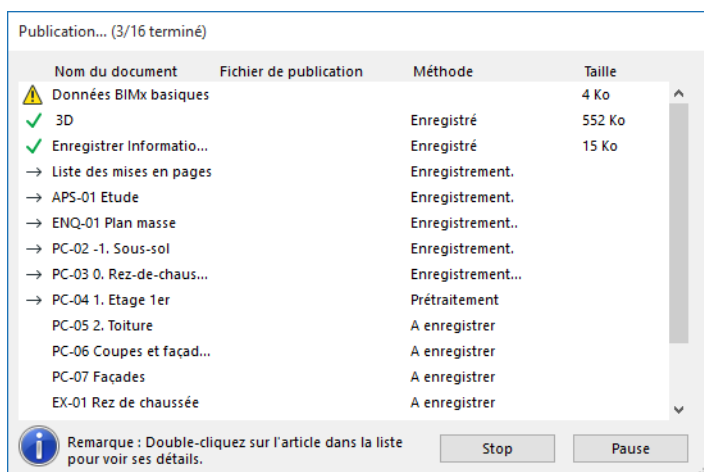 Publication... (3/16 terminé)
Nom du document Fichier de publication Méthode Taille
Données BIMx basiques 4 Ko
3D Enregistré 552 Ko
Enregistrer Informatio... Enregistré 15 Ko
Liste des mises en pages Enregistrement.
APS-01 Etude Enregistrement.
ENQ-01 Plan masse Enregistrement..
PC-02 -1. Sous-sol Enregistrement.
PC-03 0. Rez-de-chaus... Enregistrement...
PC-04 1. Etage 1er Prétraitement
PC-05 2. Toiture A enregistrer
PC-06 Coupes et façad... A enregistrer
PC-07 Façades A enregistrer
EX-01 Rez de chaussée A enregistrer
Remarque : Double-cliquez sur l'article dans la liste
pour voir ses détails.
Stop Pause